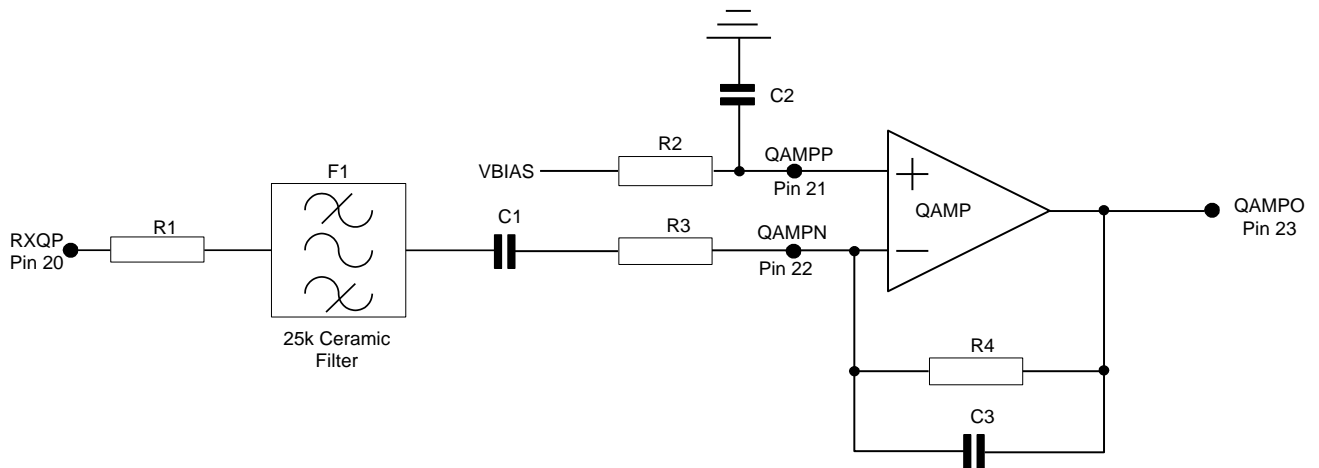 C2
R2
QAMPP
VBIAS
Pin 21
F1
+
QAMP
QAMPO
Pin 23
C1
R3
QAMPN
R1
RXQP
Pin 20
Pin 22
−
25k Ceramic
Filter
R4
C3